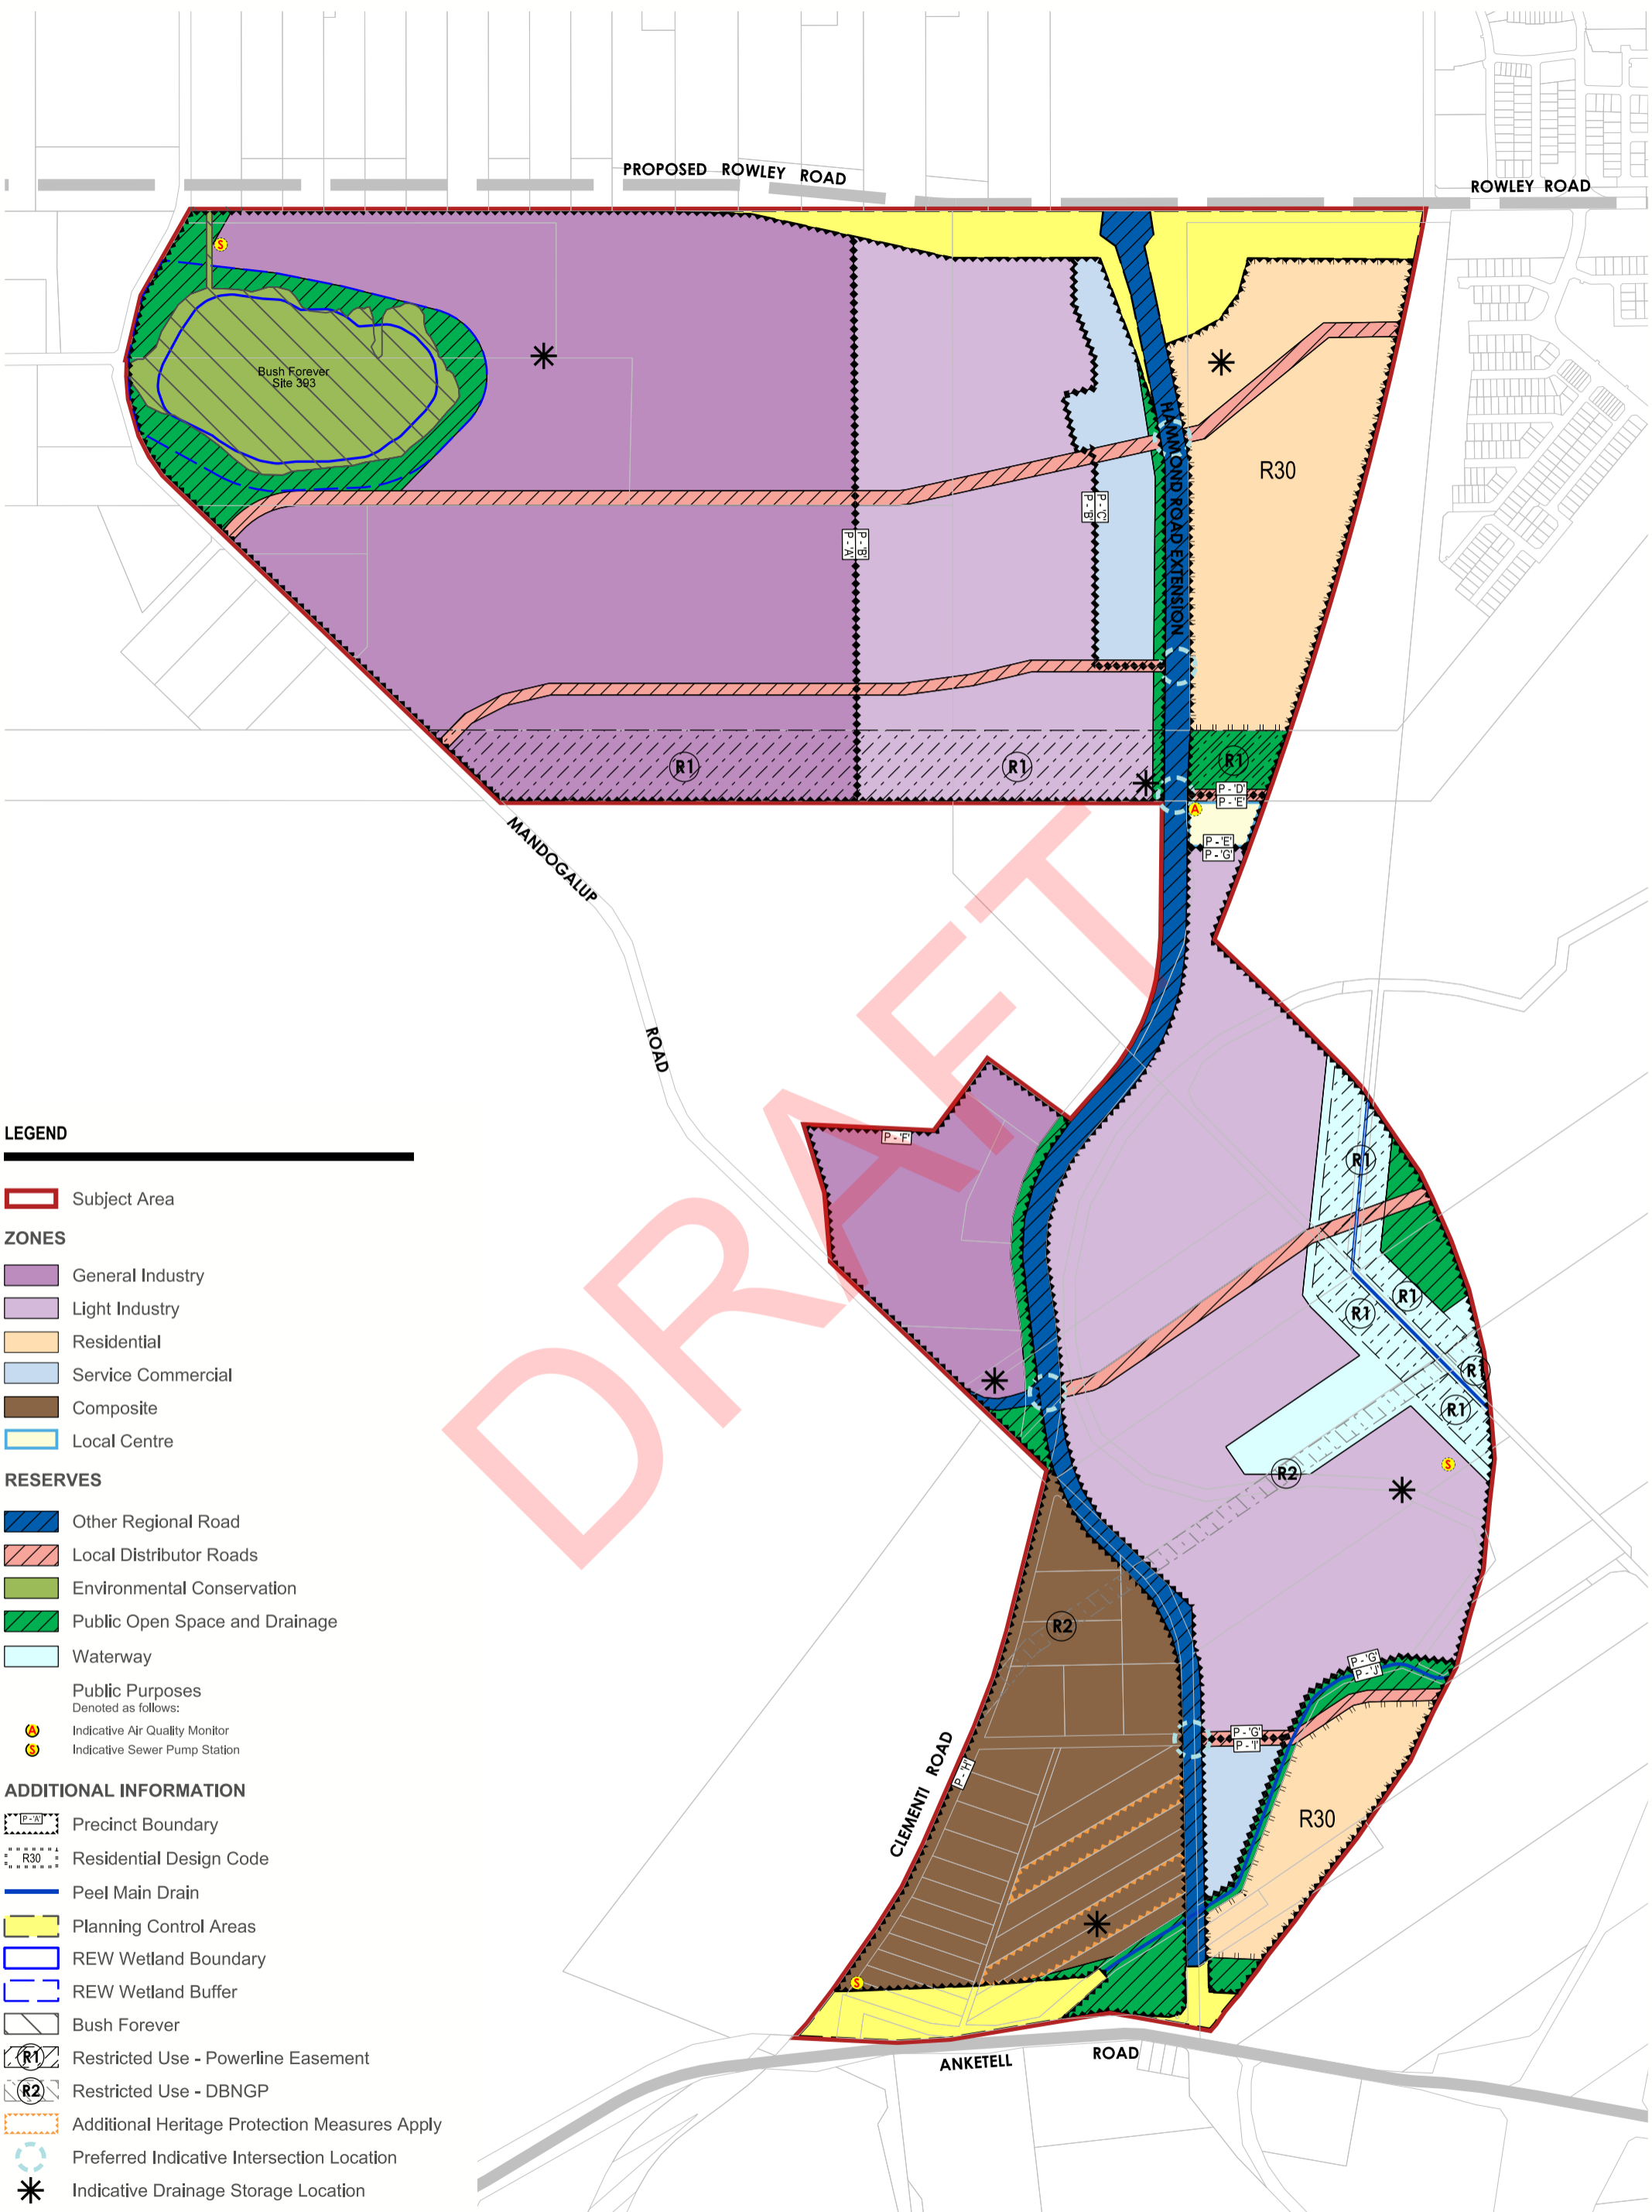 PROPOSED ROWLEY ROAD
ROWLEY ROAD
S
Bush Forever
Site 393
HAMMOND ROAD EXTENSION
R30
P - 'B'
P - 'C'
P - 'A'
P - 'B'
R1
R1
R1
P - 'D'
P - 'E'
A
P - 'E'
P - 'G'
MANDOGALUP
ROAD
DRAFT
P - 'F'
R1
R1
R1
R1
R1
S
R2
R2
P - 'G'
P - 'J'
P - 'G'
P - 'I'
CLEMENTI ROAD
P - 'H'
R30
S
ANKETELL ROAD
LEGEND
Subject Area
ZONES
General Industry
Light Industry
Residential
Service Commercial
Composite
Local Centre
RESERVES
Other Regional Road
Local Distributor Roads
Environmental Conservation
Public Open Space and Drainage
Waterway
Public Purposes
Denoted as follows:
A Indicative Air Quality Monitor
S Indicative Sewer Pump Station
ADDITIONAL INFORMATION
P - 'A' Precinct Boundary
R30 Residential Design Code
Peel Main Drain
Planning Control Areas
REW Wetland Boundary
REW Wetland Buffer
Bush Forever
R1 Restricted Use - Powerline Easement
R2 Restricted Use - DBNGP
Additional Heritage Protection Measures Apply
Preferred Indicative Intersection Location
Indicative Drainage Storage Location